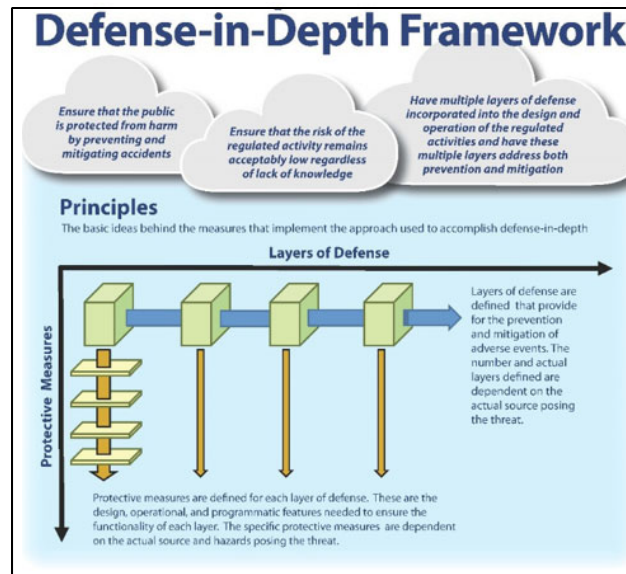 Defense-in-Depth Framework
Ensure that the public
is protected from harm
by preventing and
mitigating accidents
Ensure that the risk of the
regulated activity remains
acceptably low regardless
of lack of knowledge
Have multiple layers of defense
incorporated into the design and
operation of the regulated
activities and have these
multiple layers address both
prevention and mitigation
Principles
The basic ideas behind the measures that implement the approach used to accomplish defense-in-depth
Layers of Defense
Protective Measures
Layers of defense are
defined that provide
for the prevention
and mitigation of
adverse events. The
number and actual
layers defined are
dependent on the
actual source posing
the threat.
Protective measures are defined for each layer of defense. These are the
design, operational, and programmatic features needed to ensure the
functionality of each layer. The specific protective measures are dependent
on the actual source and hazards posing the threat.